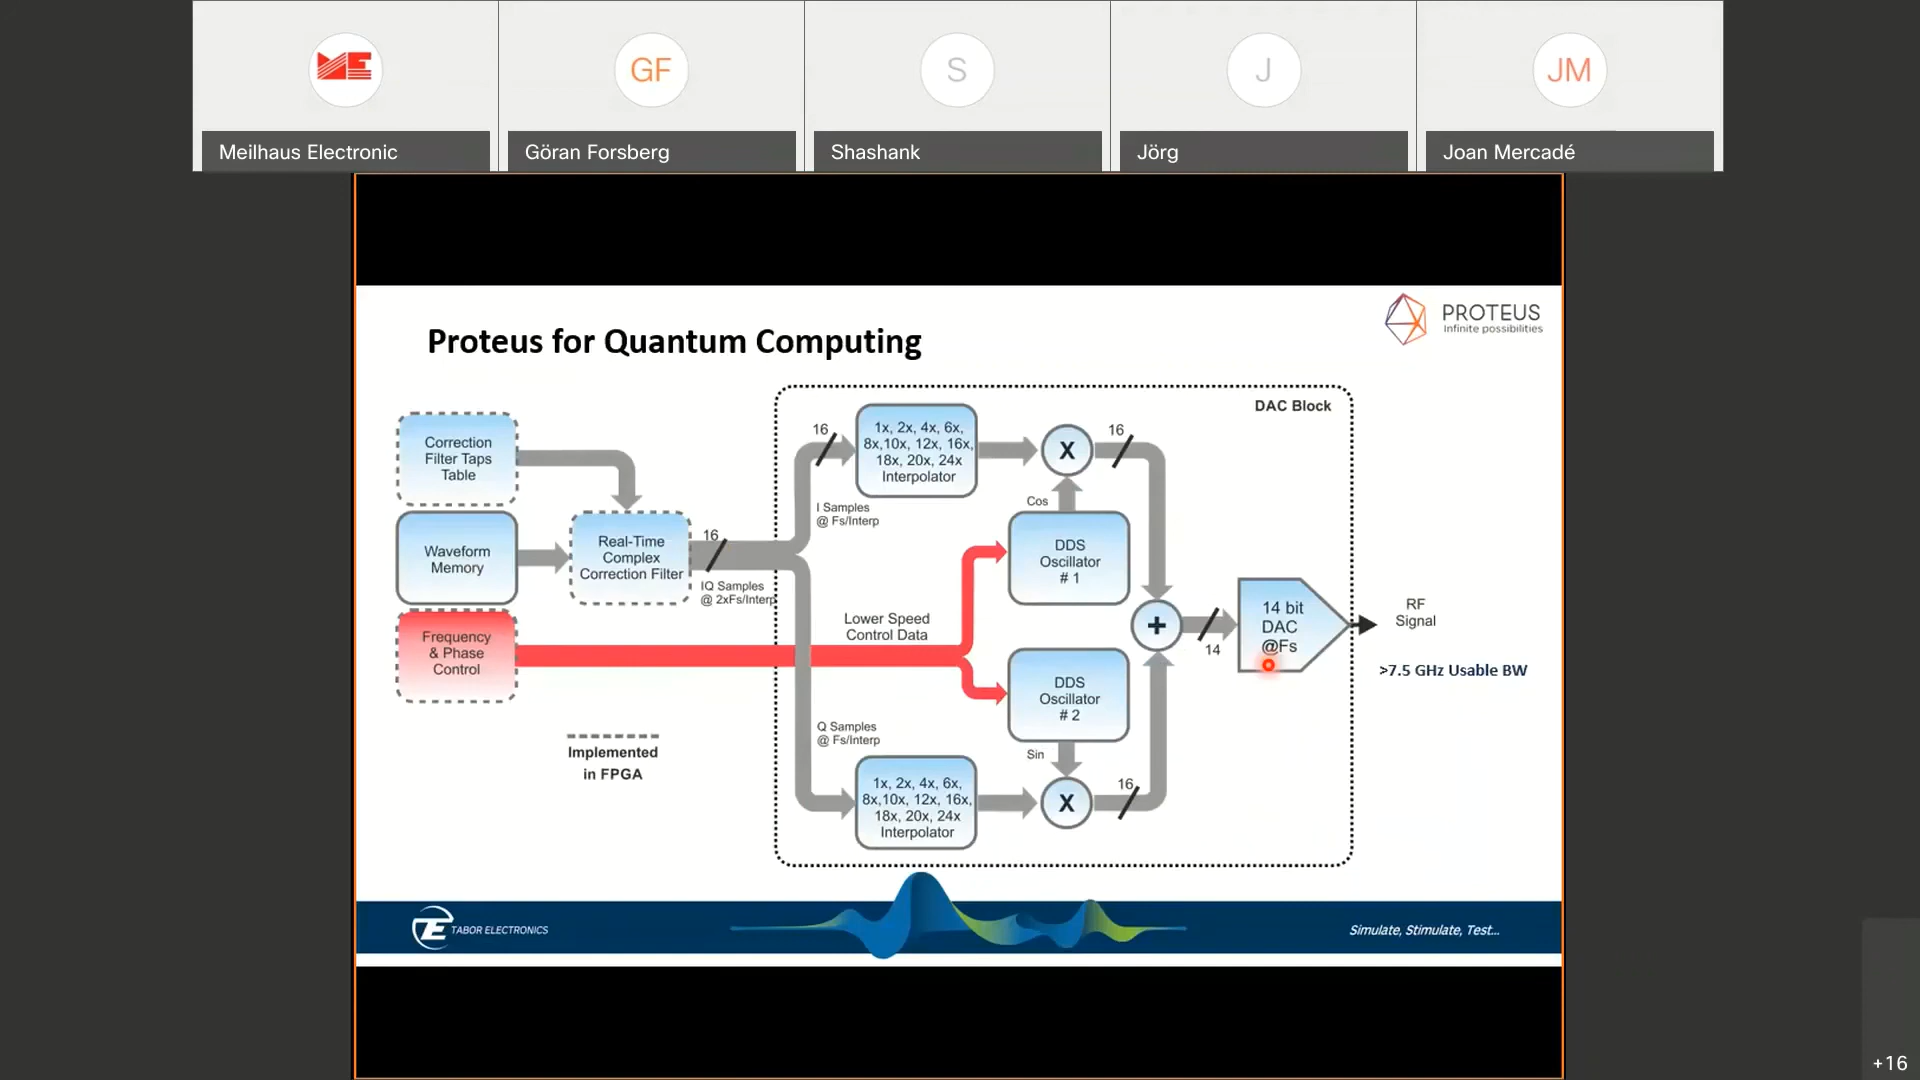 GF
S
J
JM
Meilhaus Electronic
Göran Forsberg
Shashank
Jörg
Joan Mercadé
PROTEUS
Infinite possibilities
Proteus for Quantum Computing
DAC Block
Correction
Filter Taps
Table
Waveform
Memory
Frequency
& Phase
Control
Real-Time
Complex
Correction Filter
16
IQ Samples
@ 2xFs/Interp
16
1x, 2x, 4x, 6x,
8x,10x, 12x, 16x,
18x, 20x, 24x
Interpolator
I Samples
@ Fs/Interp
X
16
Cos
DDS
Oscillator
# 1
Lower Speed
Control Data
DDS
Oscillator
# 2
Sin
Q Samples
@ Fs/Interp
1x, 2x, 4x, 6x,
8x,10x, 12x, 16x,
18x, 20x, 24x
Interpolator
X
16
+
14
14 bit
DAC
@Fs
RF
Signal
>7.5 GHz Usable BW
Implemented
in FPGA
TE
TABOR ELECTRONICS
Simulate, Stimulate, Test...
+16